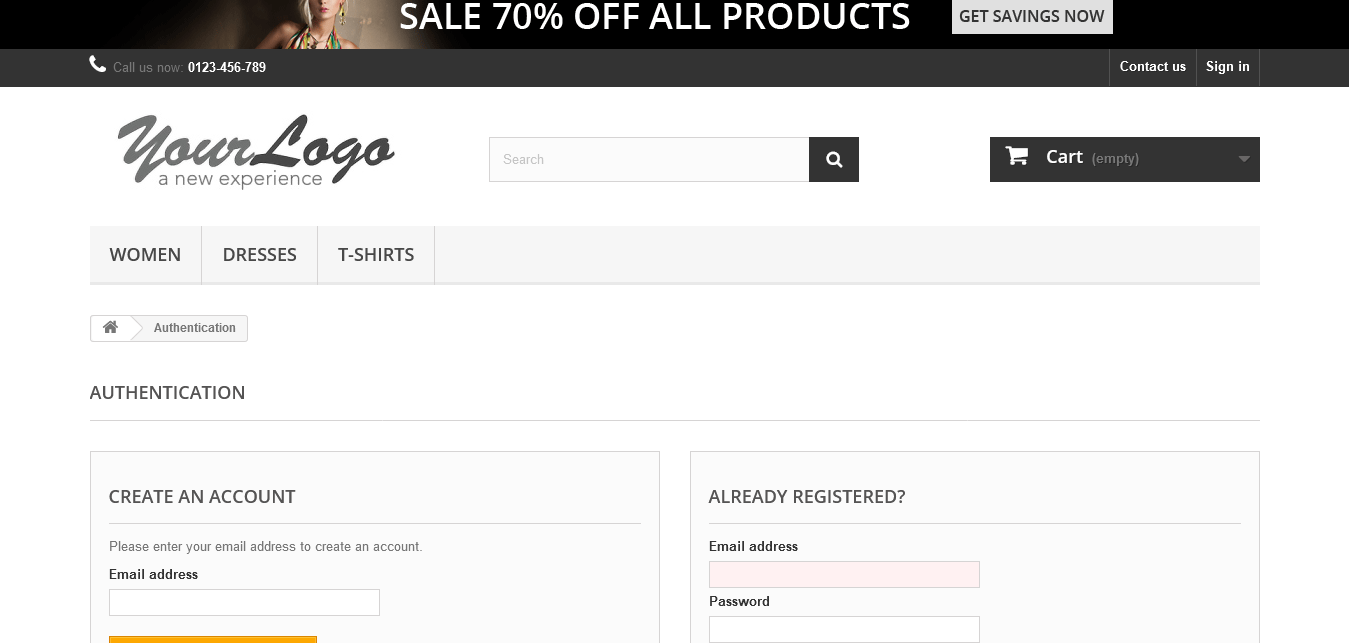 SALE 70% OFF ALL PRODUCTS
GET SAVINGS NOW
Call us now: 0123-456-789
Contact us
Sign in
YourLogo
a new experience
Search
Cart (empty)
WOMEN
DRESSES
T-SHIRTS
Authentication
AUTHENTICATION
CREATE AN ACCOUNT
Please enter your email address to create an account.
Email address
ALREADY REGISTERED?
Email address
Password